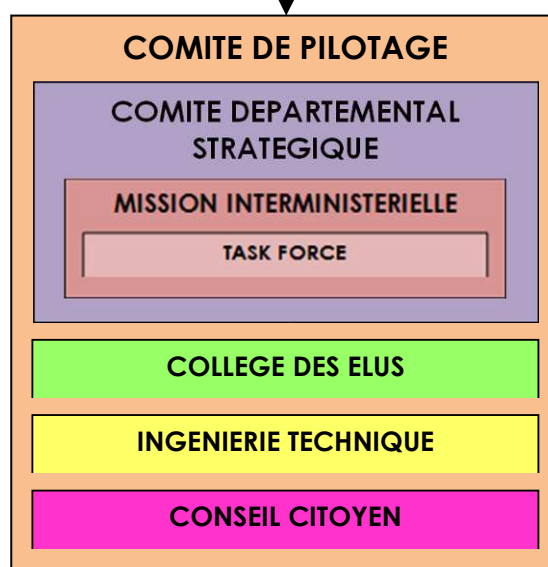 COMITE DE PILOTAGE
COMITE DEPARTEMENTAL
STRATEGIQUE
MISSION INTERMINISTERIELLE
TASK FORCE
COLLEGE DES ELUS
INGENIERIE TECHNIQUE
CONSEIL CITOYEN